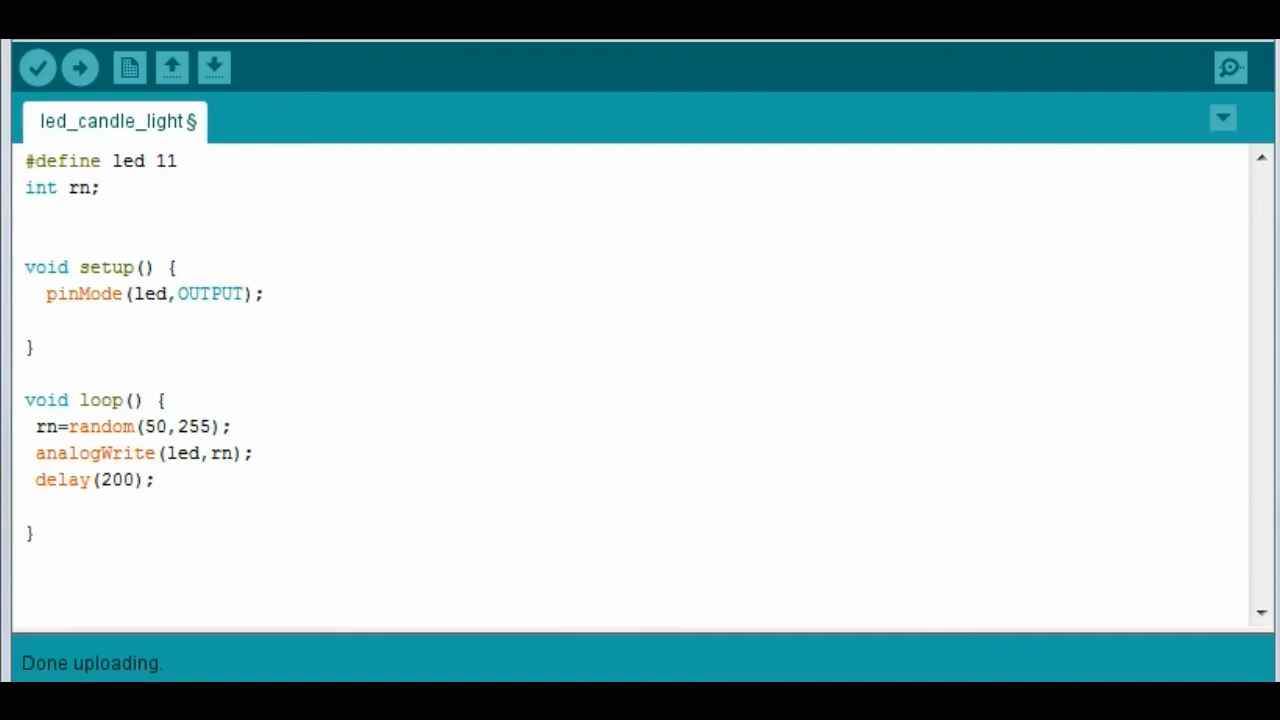 led_candle_light§
#define led 11
int rn;
void setup() {
pinMode(led,OUTPUT);
}
void loop() {
rn=random(50,255);
analogWrite(led,rn);
delay(200);
}
Done uploading.